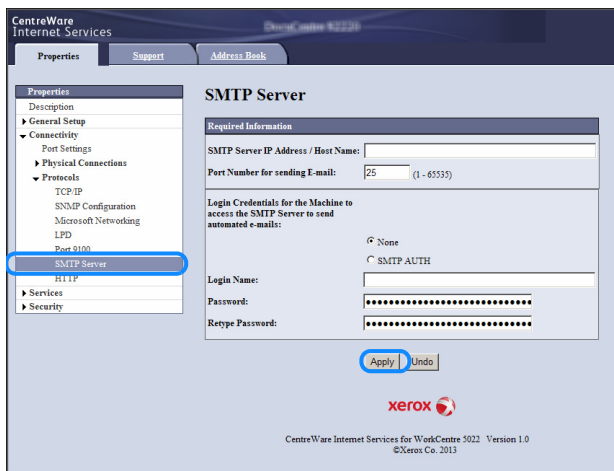 CentreWare
Internet Services
Properties
Support
Address Book
Properties
Description
General Setup
Connectivity
Port Settings
Physical Connections
Protocols
TCP/IP
SNMP Configuration
Microsoft Networking
LPD
Port 9100
SMTP Server
HTTP
Services
Security
SMTP Server
Required Information
SMTP Server IP Address / Host Name:
Port Number for sending E-mail: 25 (1 - 65535)
Login Credentials for the Machine to
access the SMTP Server to send
automated e-mails:
None
SMTP AUTH
Login Name:
Password:
Retype Password:
Apply Undo
xerox
CentreWare Internet Services for WorkCentre 5022 Version 1.0
©Xerox Co. 2013